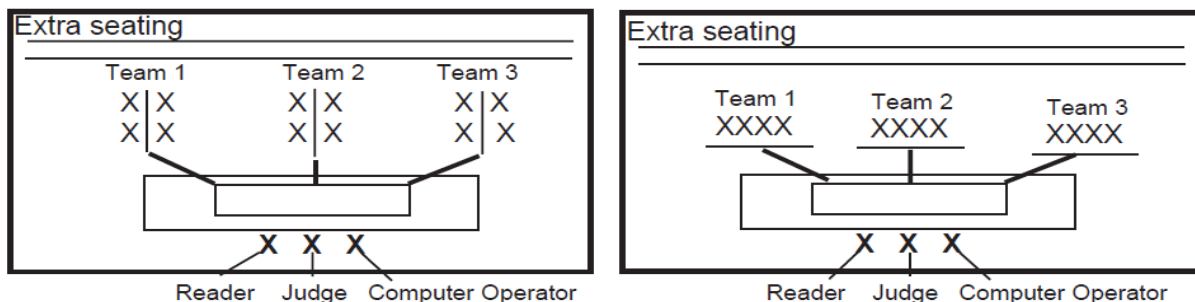 Extra seating
Team 1 Team 2 Team 3
X X X X X X
X X X X X X
X X X
Reader Judge Computer Operator
Extra seating
Team 1 Team 2 Team 3
XXXX XXXX XXXX
X X X
Reader Judge Computer Operator